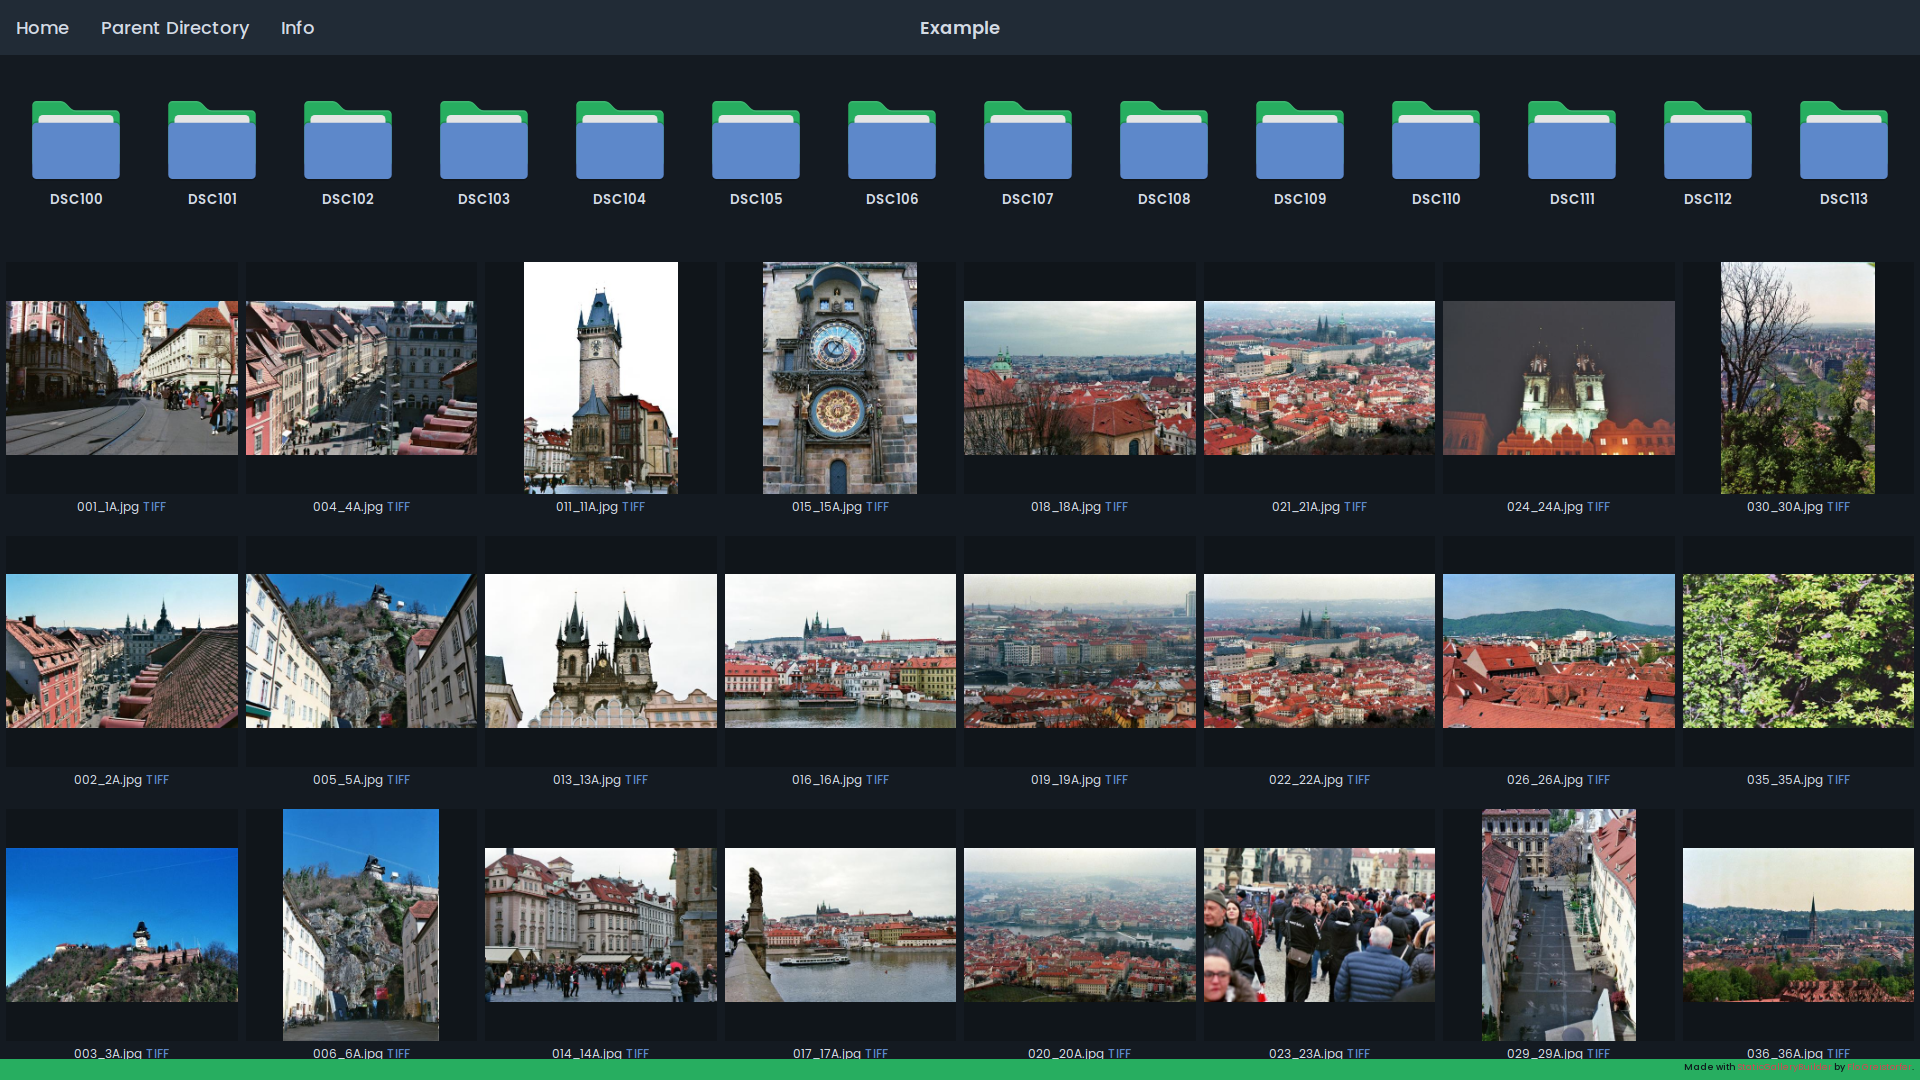 Home Parent Directory Info Example
DSC100 DSC101 DSC102 DSC103 DSC104 DSC105 DSC106 DSC107 DSC108 DSC109 DSC110 DSC111 DSC112 DSC113
001_1A.jpg TIFF 004_4A.jpg TIFF 011_11A.jpg TIFF 015_15A.jpg TIFF 018_18A.jpg TIFF 021_21A.jpg TIFF 024_24A.jpg TIFF 030_30A.jpg TIFF
002_2A.jpg TIFF 005_5A.jpg TIFF 013_13A.jpg TIFF 016_16A.jpg TIFF 019_19A.jpg TIFF 022_22A.jpg TIFF 026_26A.jpg TIFF 035_35A.jpg TIFF
003_3A.jpg TIFF 006_6A.jpg TIFF 014_14A.jpg TIFF 017_17A.jpg TIFF 020_20A.jpg TIFF 023_23A.jpg TIFF 029_29A.jpg TIFF 036_36A.jpg TIFF
Made with by